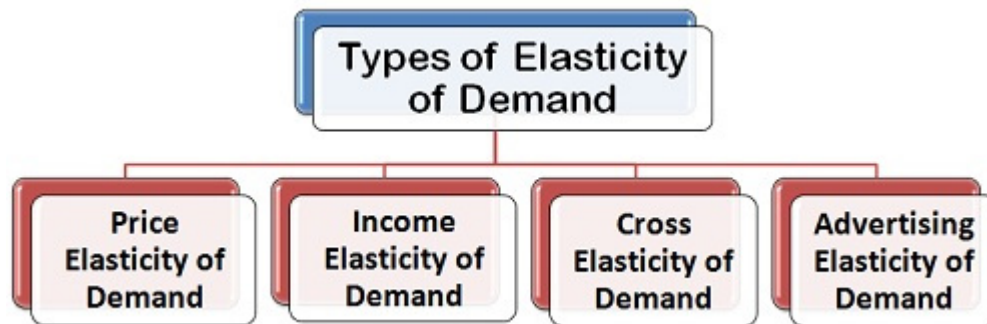 Types of Elasticity
of Demand
Price
Elasticity of
Demand
Income
Elasticity of
Demand
Cross
Elasticity of
Demand
Advertising
Elasticity of
Demand